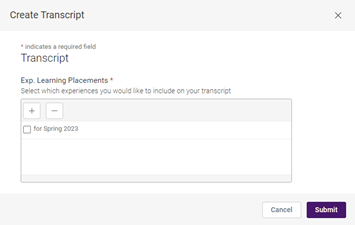 Create Transcript
* indicates a required field
Transcript
Exp. Learning Placements *
Select which experiences you would like to include on your transcript
for Spring 2023
Cancel
Submit